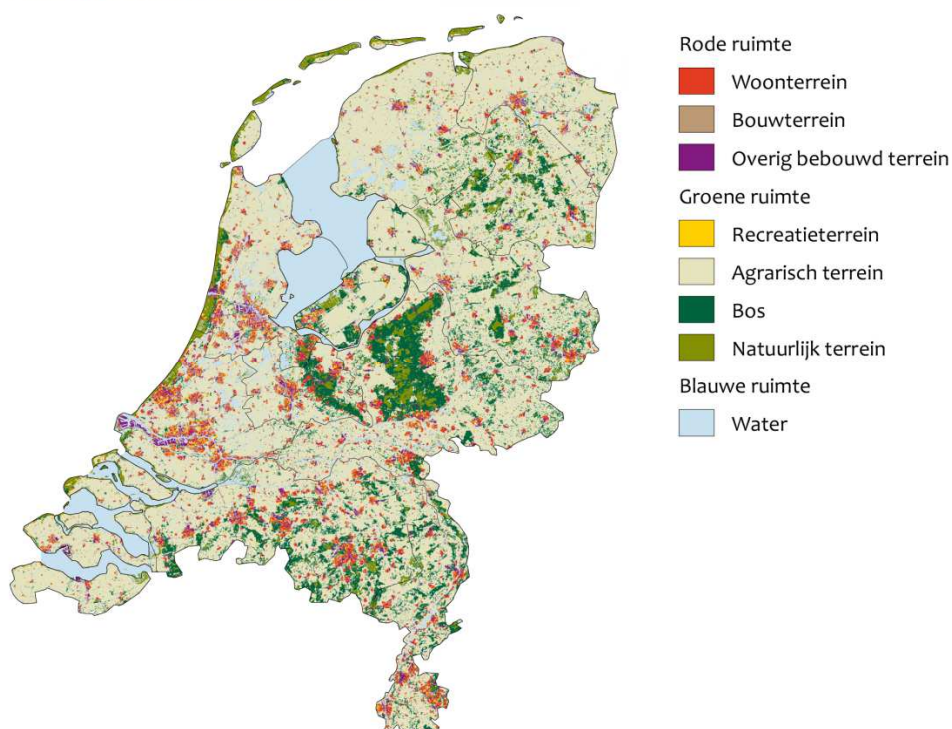 Rode ruimte
Woonterrein
Bouwterrein
Overig bebouwd terrein
Groene ruimte
Recreatieterrein
Agrarisch terrein
Bos
Natuurlijk terrein
Blauwe ruimte
Water